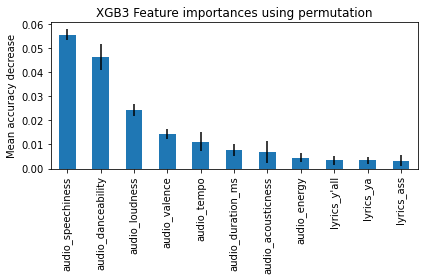 XGB3 Feature importances using permutation
Mean accuracy decrease
0.06
0.05
0.04
0.03
0.02
0.01
0.00
audio_speechiness
audio_danceability
audio_loudness
audio_valence
audio_tempo
audio_duration_ms
audio_acousticness
audio_energy
lyrics_y'all
lyrics_ya
lyrics_ass